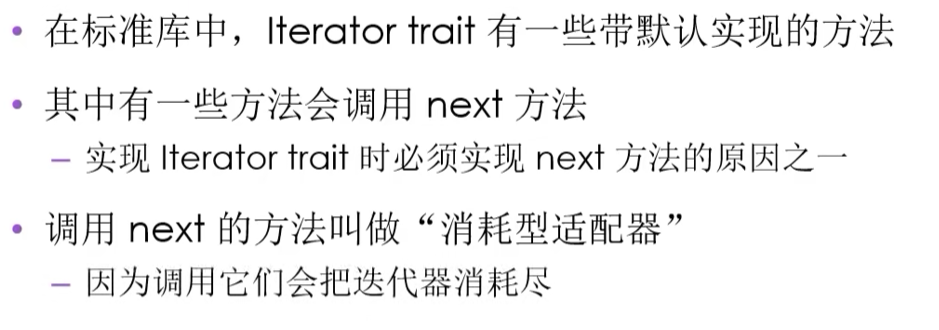 • 在标准库中，Iterator trait 有一些带默认实现的方法
• 其中有一些方法会调用 next 方法
– 实现 Iterator trait 时必须实现 next 方法的原因之一
• 调用 next 的方法叫做“消耗型适配器”
– 因为调用它们会把迭代器消耗尽